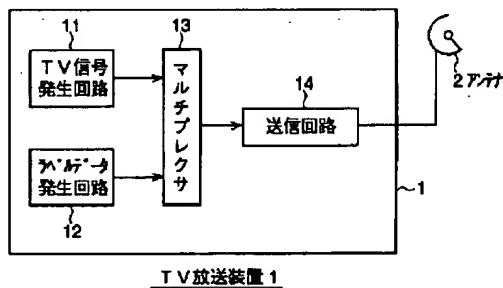 11
TV信号
発生回路
13
マルチプレクサ
14
送信回路
2 アンテナ
ラベルデータ
発生回路
12
1
TV放送装置1